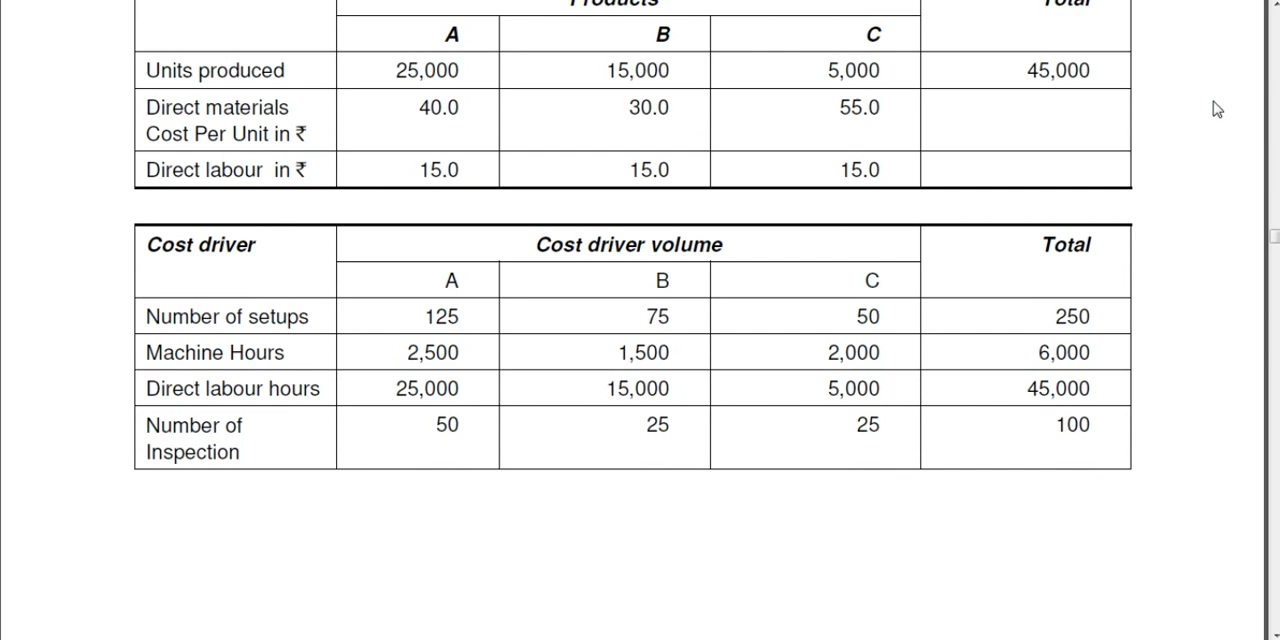 Products Total
A B C
Units produced 25,000 15,000 5,000 45,000
Direct materials 40.0 30.0 55.0
Cost Per Unit in ₹
Direct labour in ₹ 15.0 15.0 15.0
Cost driver Cost driver volume Total
A B C
Number of setups 125 75 50 250
Machine Hours 2,500 1,500 2,000 6,000
Direct labour hours 25,000 15,000 5,000 45,000
Number of 50 25 25 100
Inspection